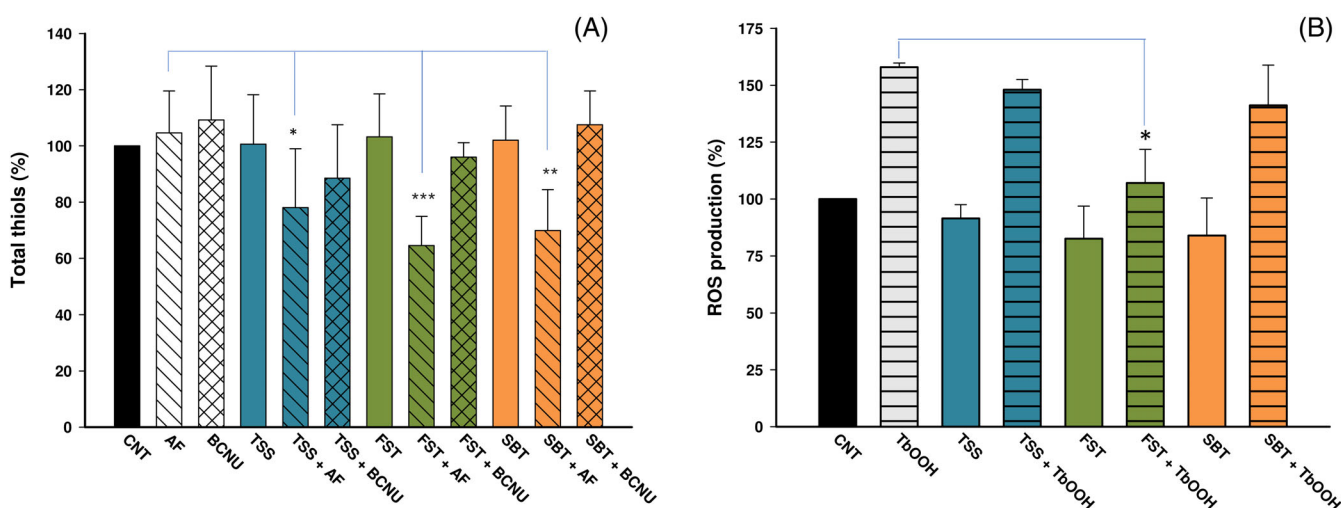 (A)
Total thiols (%)
140
120
100
80
60
40
20
0
*
***
**
CNT
AF
BCNU
TSS
TSS + AF
TSS + BCNU
FST
FST + AF
FST + BCNU
SBT
SBT + AF
SBT + BCNU
(B)
ROS production (%)
175
150
125
100
75
50
25
0
*
CNT
TbOOH
TSS
TSS + TbOOH
FST
FST + TbOOH
SBT
SBT + TbOOH